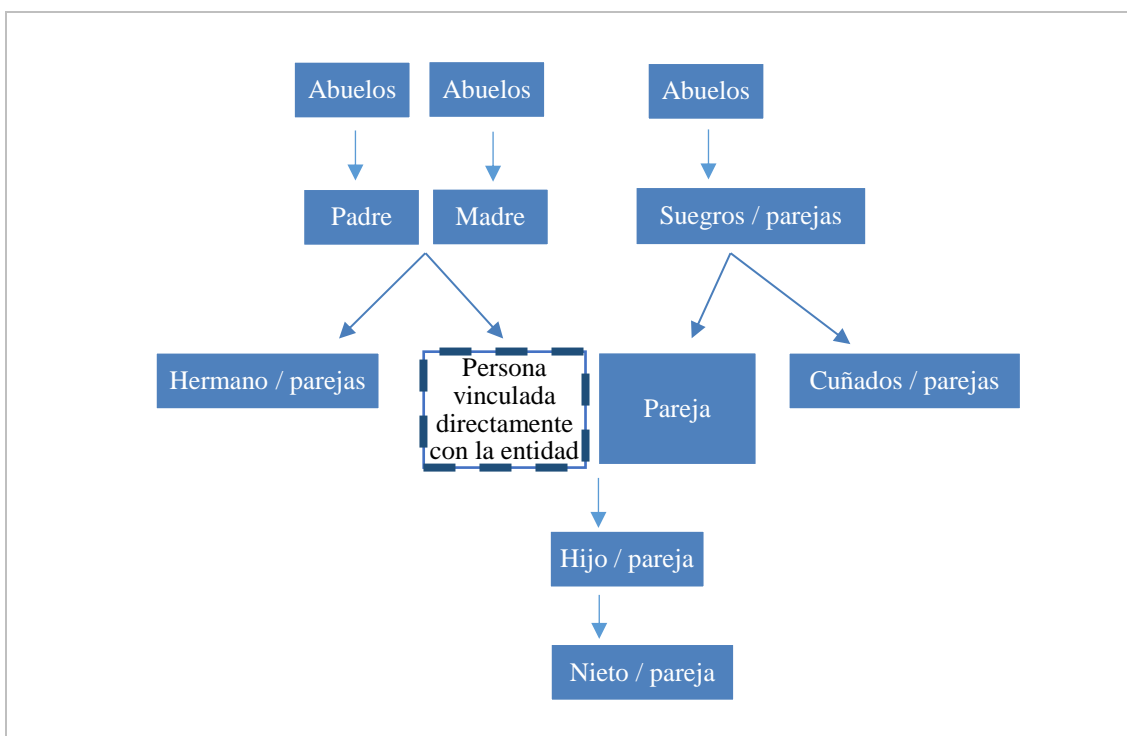 Abuelos
Abuelos
Abuelos
Padre
Madre
Suegros / parejas
Hermano / parejas
Persona
vinculada
directamente
con la entidad
Pareja
Cuñados / parejas
Hijo / pareja
Nieto / pareja